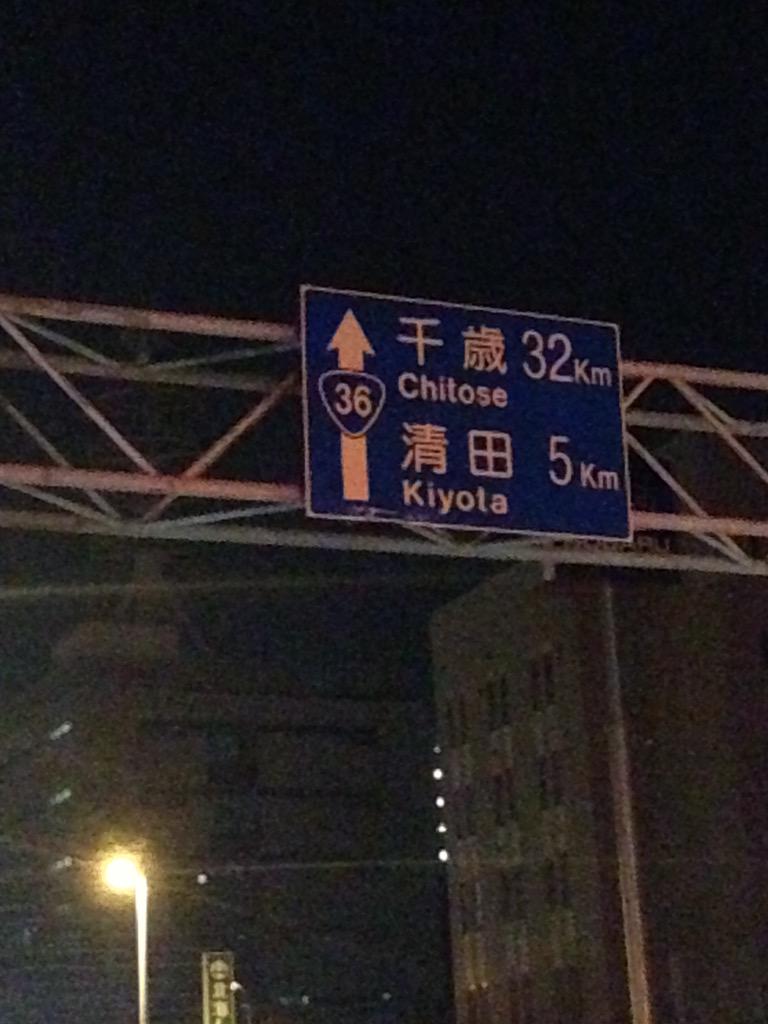 36
千歳 32Km
Chitose
清田 5Km
Kiyota